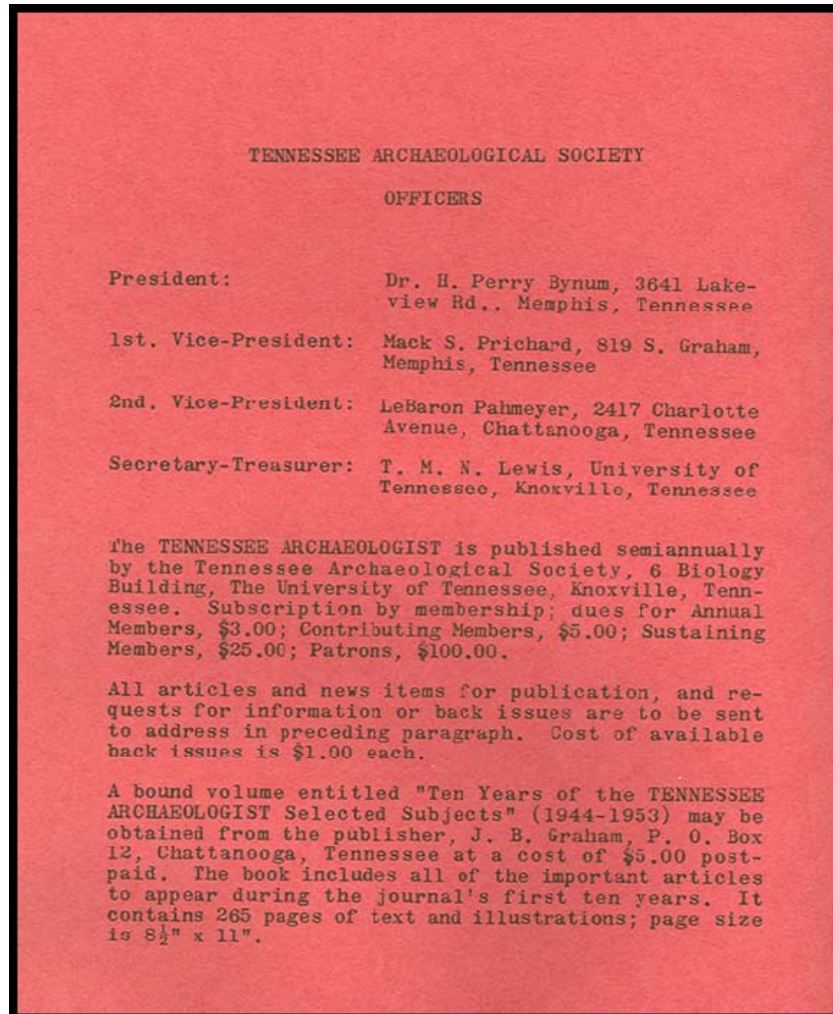 TENNESSEE ARCHAEOLOGICAL SOCIETY
OFFICERS
President: Dr. H. Perry Bynum, 3641 Lake-
view Rd., Memphis, Tennessee
1st. Vice-President: Mack S. Prichard, 819 S. Graham,
Memphis, Tennessee
2nd. Vice-President: LeBaron Pahmeyer, 2417 Charlotte
Avenue, Chattanooga, Tennessee
Secretary-Treasurer: T. M. N. Lewis, University of
Tennessee, Knoxville, Tennessee
The TENNESSEE ARCHAEOLOGIST is published semiannually
by the Tennessee Archaeological Society, 6 Biology
Building, The University of Tennessee, Knoxville, Tenn-
essee. Subscription by membership; dues for Annual
Members, $3.00; Contributing Members, $5.00; Sustaining
Members, $25.00; Patrons, $100.00.
All articles and news items for publication, and re-
quests for information or back issues are to be sent
to address in preceding paragraph. Cost of available
back issues is $1.00 each.
A bound volume entitled "Ten Years of the TENNESSEE
ARCHAEOLOGIST Selected Subjects" (1944-1953) may be
obtained from the publisher, J. B. Graham, P. O. Box
12, Chattanooga, Tennessee at a cost of $5.00 post-
paid. The book includes all of the important articles
to appear during the journal's first ten years. It
contains 265 pages of text and illustrations; page size
is 8½" x 11".